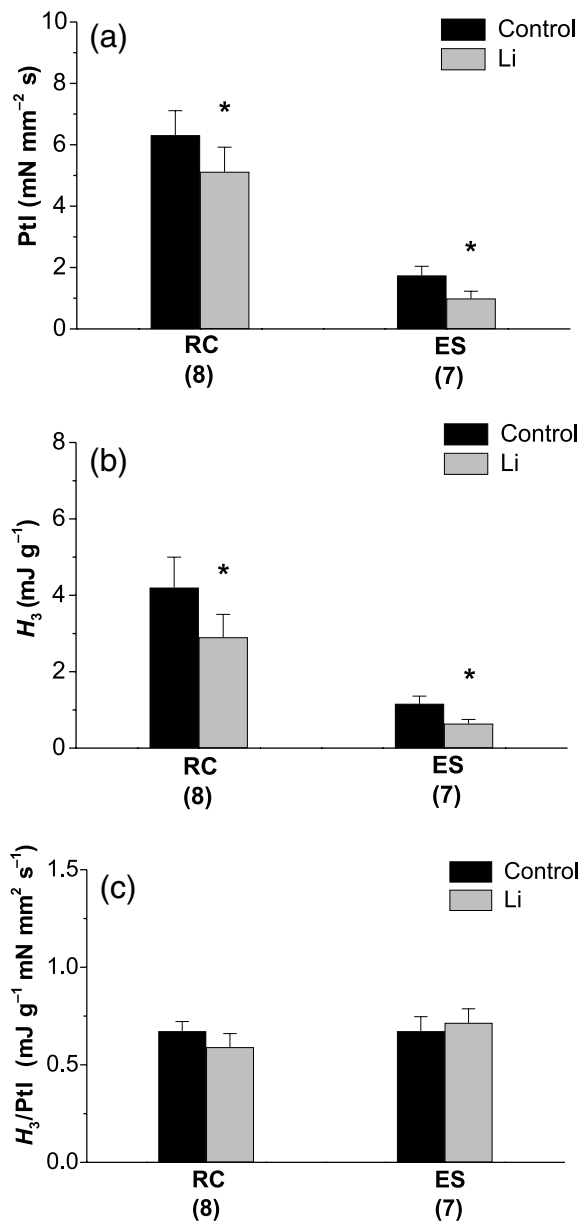 (a)
Control
Li
PtI (mN mm⁻² s)
10
8
6
4
2
0
*
*
RC
(8)
ES
(7)
(b)
Control
Li
H₃ (mJ g⁻¹)
8
6
4
2
0
*
*
RC
(8)
ES
(7)
(c)
Control
Li
H₃/PtI (mJ g⁻¹ mN mm² s⁻¹)
1.5
1.0
0.5
0.0
RC
(8)
ES
(7)